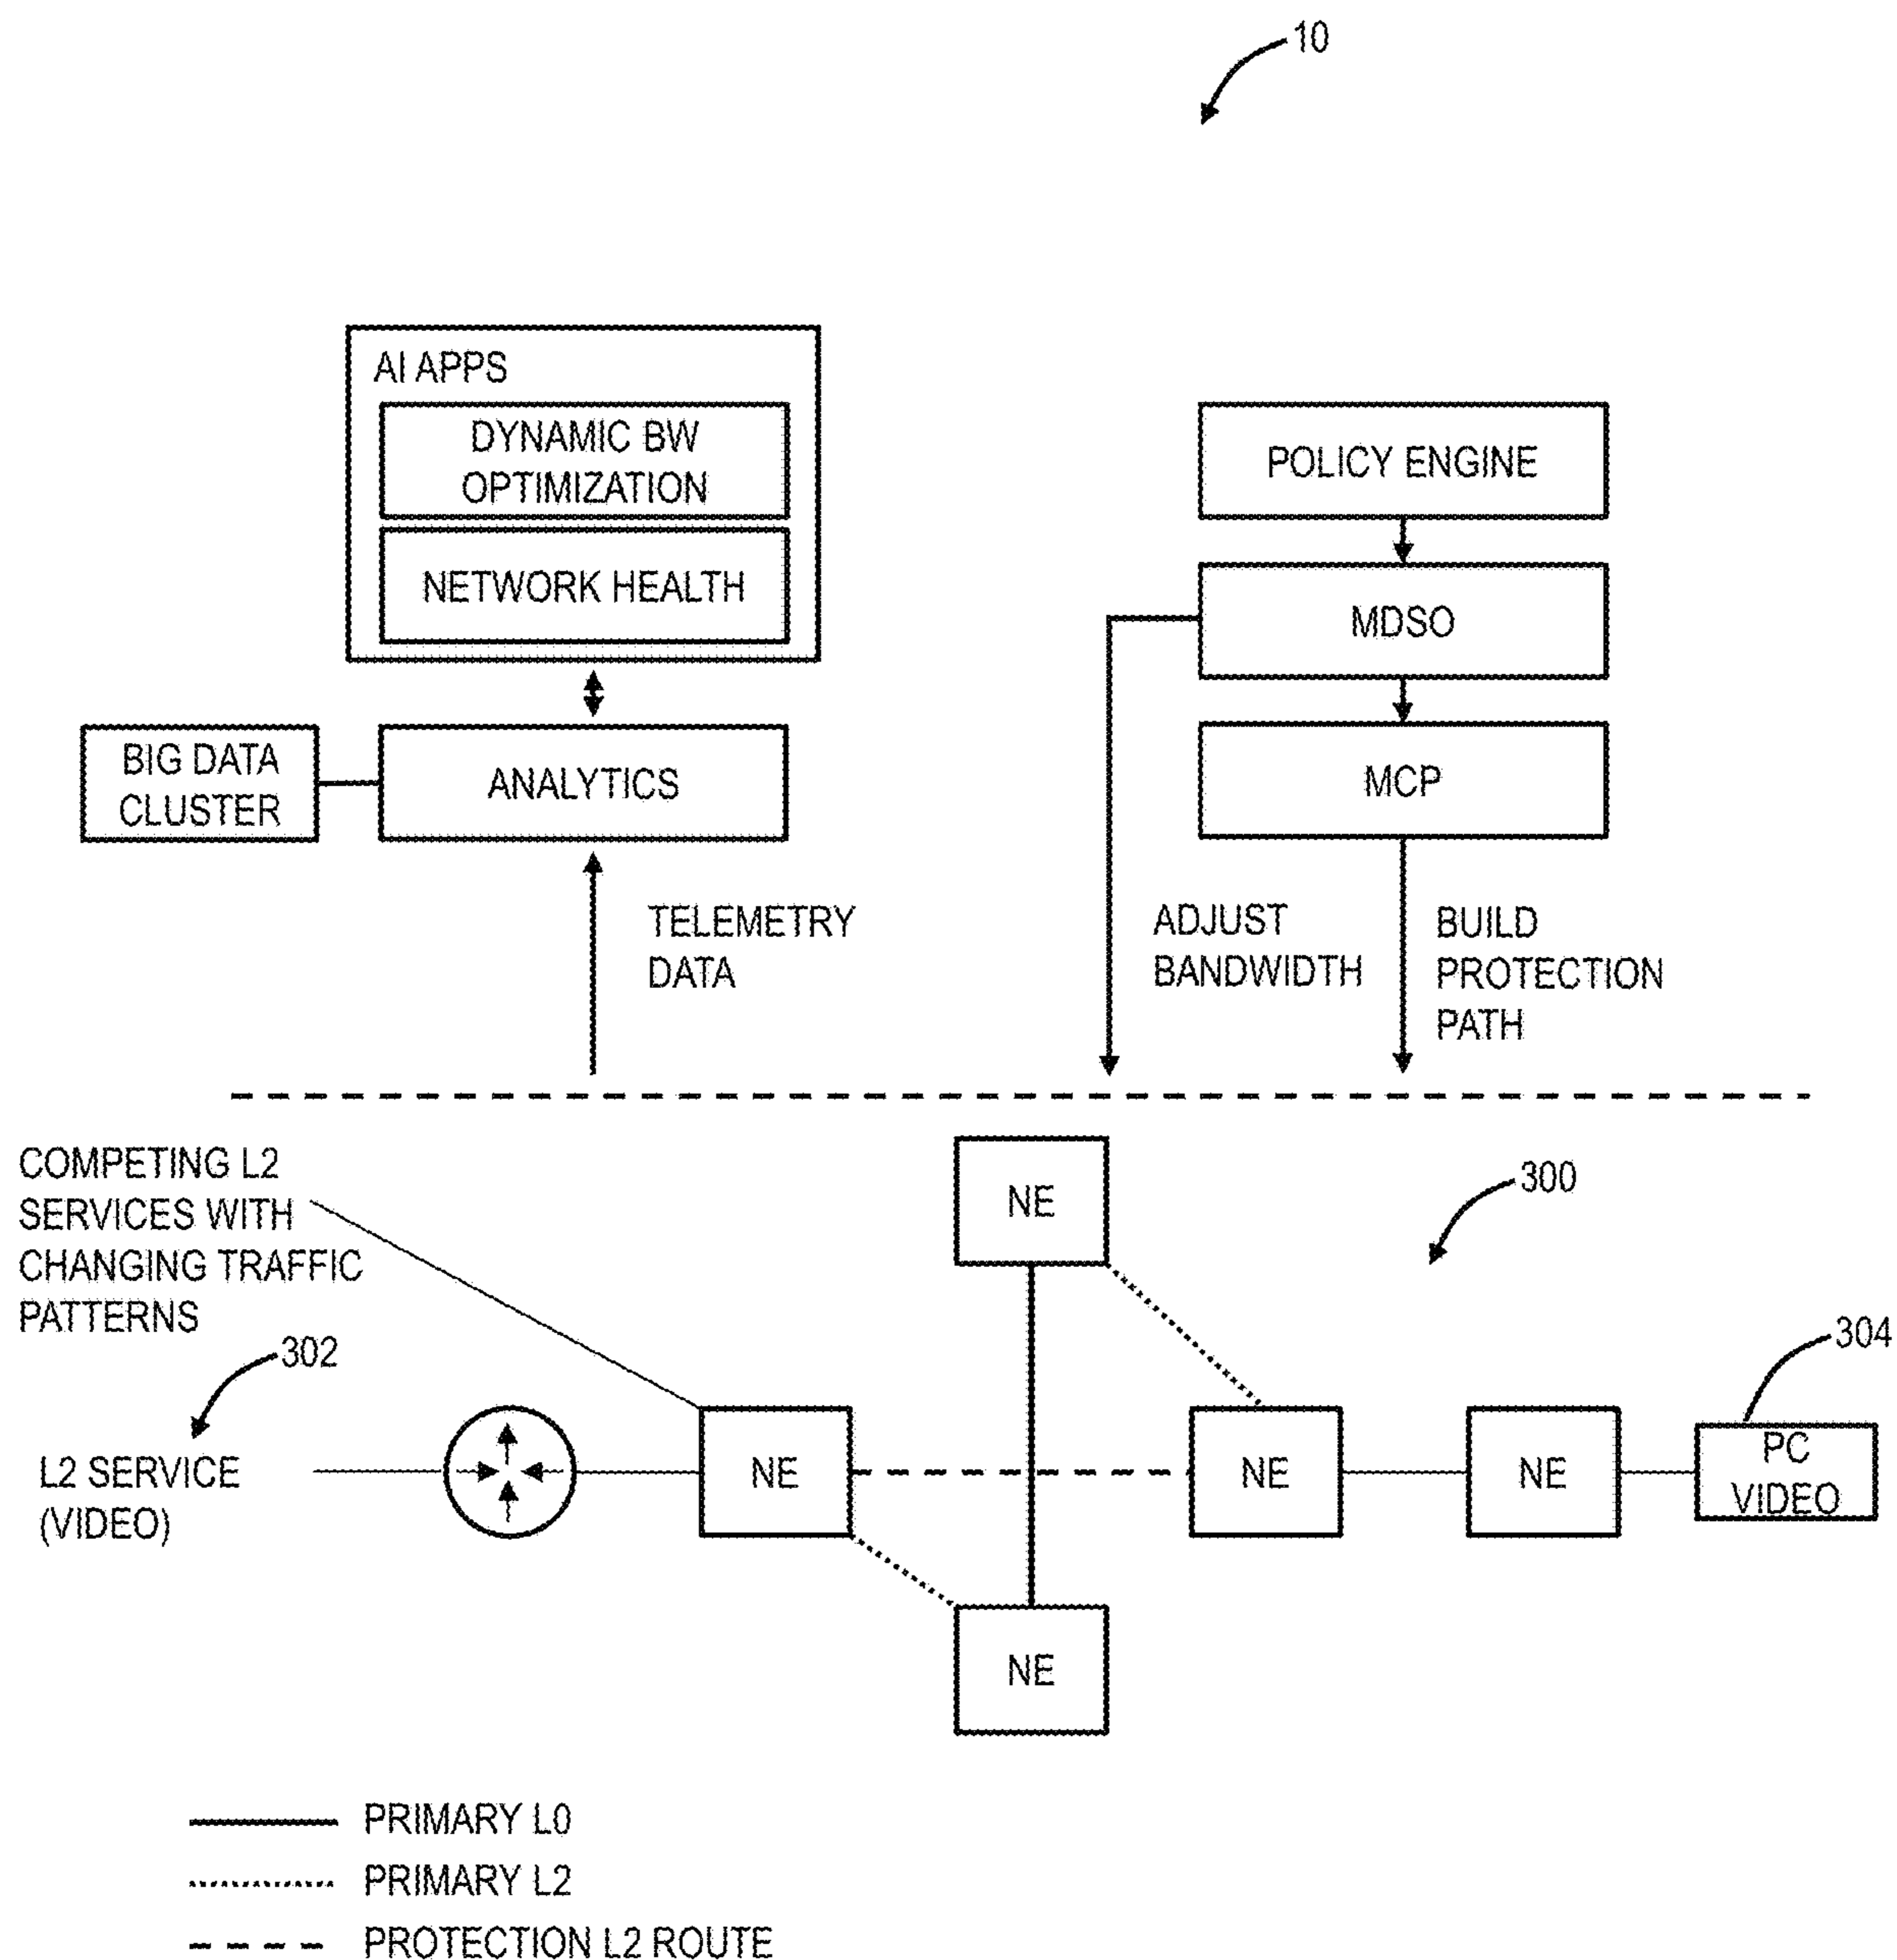 10
AI APPS
DYNAMIC BW
OPTIMIZATION
NETWORK HEALTH
POLICY ENGINE
MDSO
MCP
BIG DATA
CLUSTER
ANALYTICS
TELEMETRY
DATA
ADJUST
BANDWIDTH
BUILD
PROTECTION
PATH
COMPETING L2
SERVICES WITH
CHANGING TRAFFIC
PATTERNS
NE
300
302
304
L2 SERVICE
(VIDEO)
NE
NE
NE
PC
VIDEO
NE
PRIMARY L0
PRIMARY L2
PROTECTION L2 ROUTE